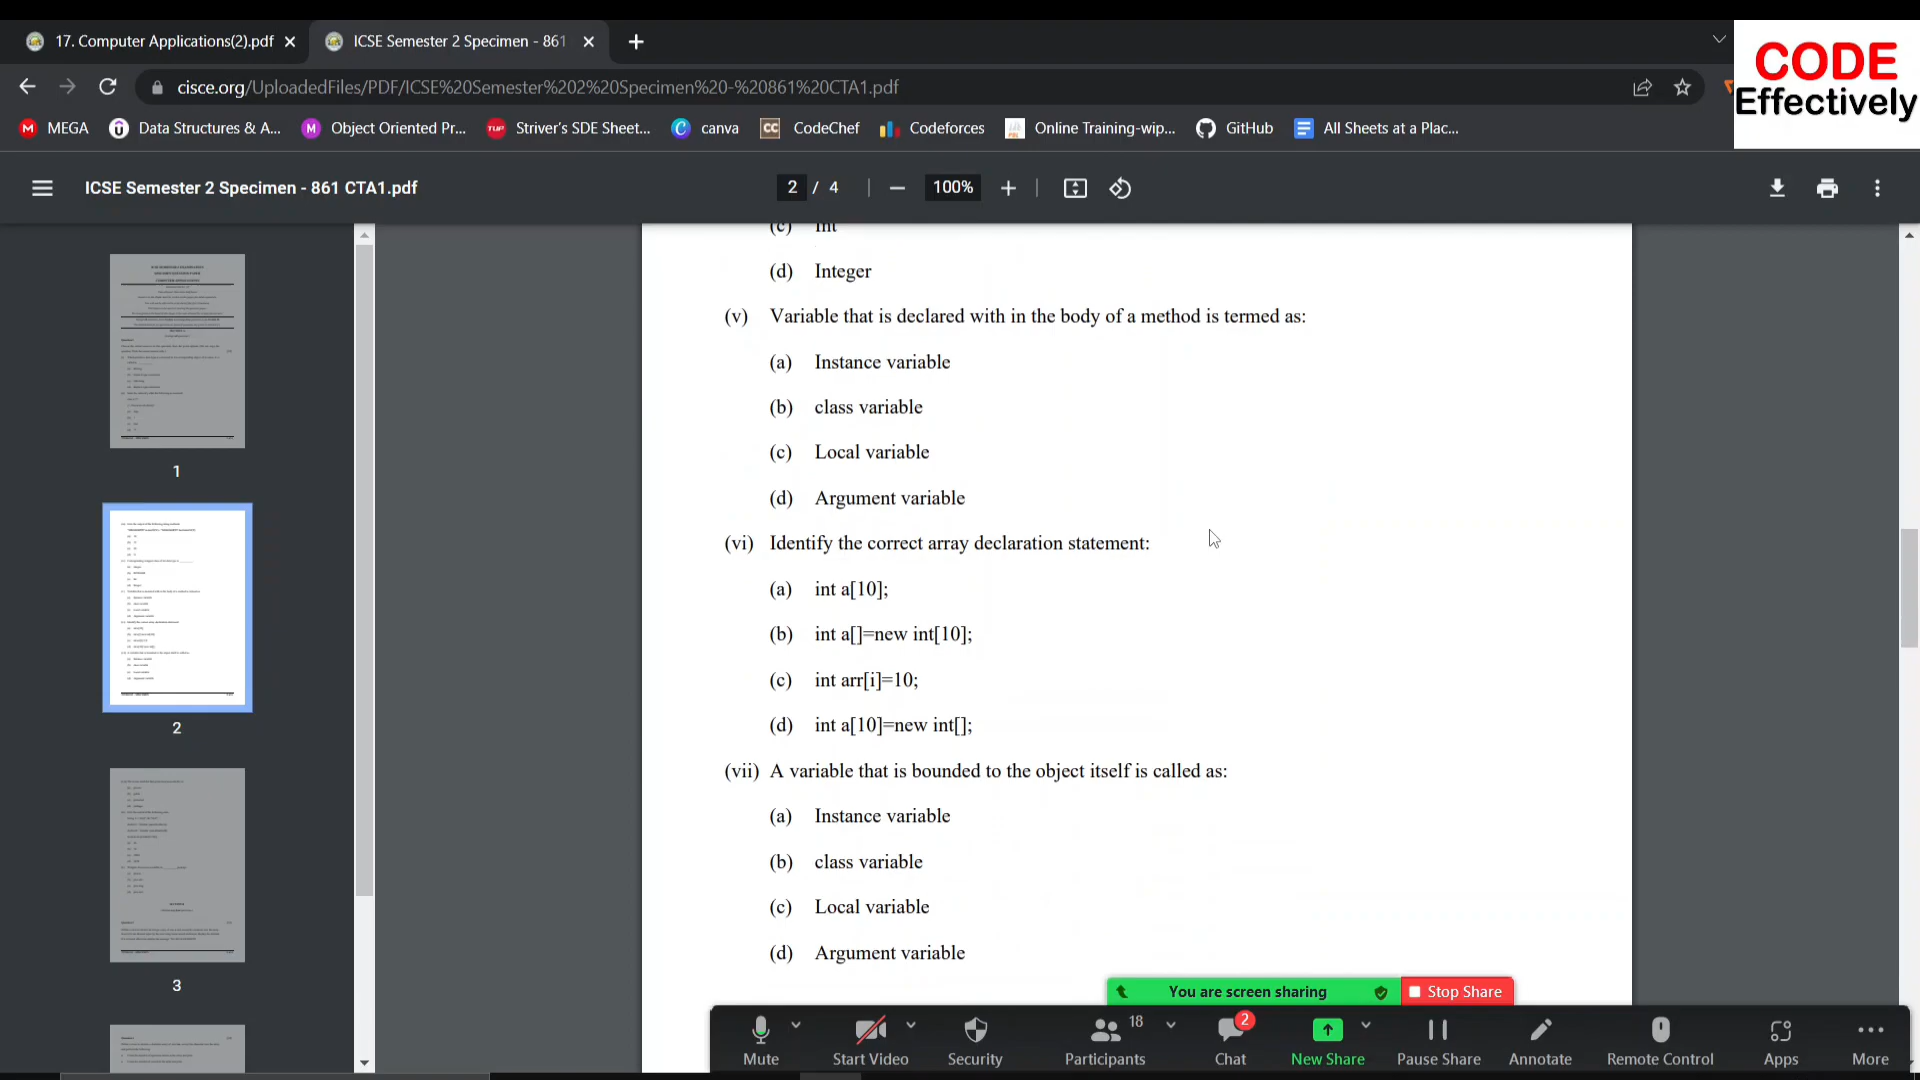 17. Computer Applications(2).pdf
ICSE Semester 2 Specimen - 861
CODE
Effectively
cisce.org/UploadedFiles/PDF/ICSE%20Semester%202%20Specimen%20-%20861%20CTA1.pdf
MEGA
Data Structures & A...
Object Oriented Pr...
TUF Striver's SDE Sheet...
canva
CC CodeChef
Codeforces
Online Training-wip...
GitHub
All Sheets at a Plac...
ICSE Semester 2 Specimen - 861 CTA1.pdf
2 / 4
100%
(c) Int
(d) Integer
(v) Variable that is declared with in the body of a method is termed as:
(a) Instance variable
(b) class variable
(c) Local variable
(d) Argument variable
(vi) Identify the correct array declaration statement:
(a) int a[10];
(b) int a[]=new int[10];
(c) int arr[i]=10;
(d) int a[10]=new int[];
(vii) A variable that is bounded to the object itself is called as:
(a) Instance variable
(b) class variable
(c) Local variable
(d) Argument variable
1
2
3
You are screen sharing
Stop Share
Mute
Start Video
Security
18
Participants
2
Chat
New Share
Pause Share
Annotate
Remote Control
Apps
More